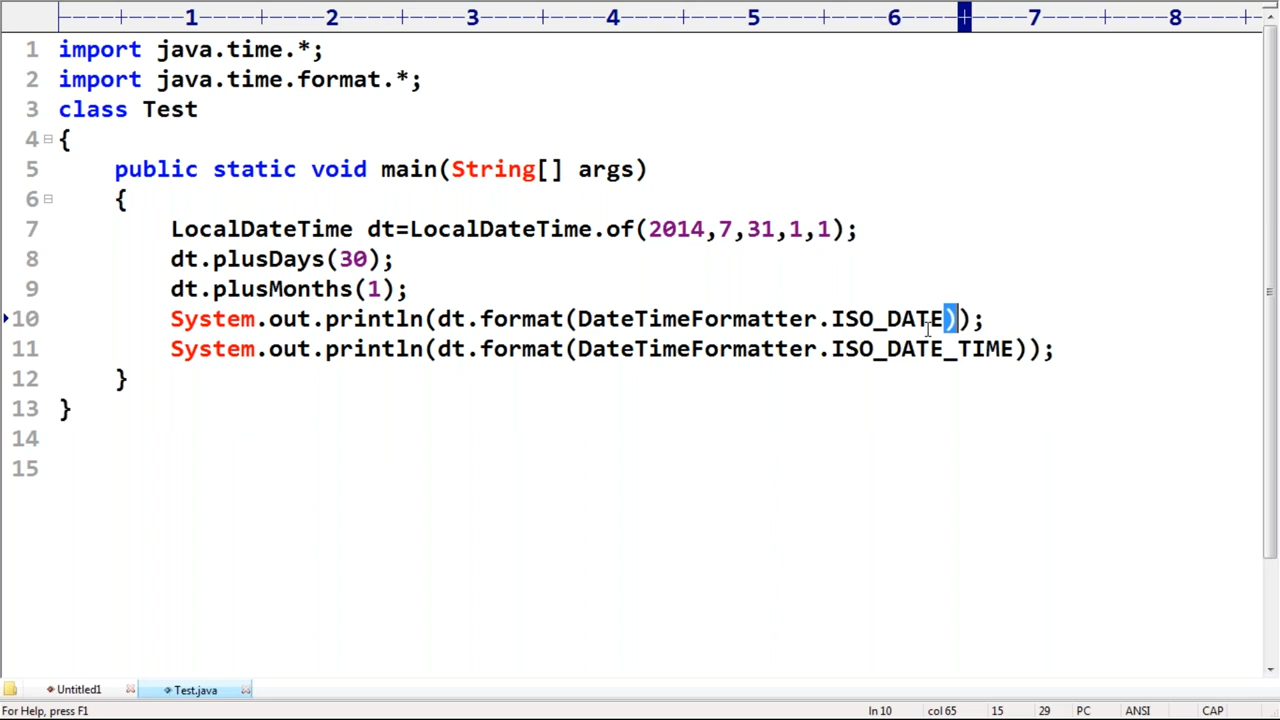 1 2 3 4 5 6 7 8
1 import java.time.*;
2 import java.time.format.*;
3 class Test
4 {
5 public static void main(String[] args)
6 {
7 LocalDateTime dt=LocalDateTime.of(2014,7,31,1,1);
8 dt.plusDays(30);
9 dt.plusMonths(1);
10 System.out.println(dt.format(DateTimeFormatter.ISO_DATE));
11 System.out.println(dt.format(DateTimeFormatter.ISO_DATE_TIME));
12 }
13 }
14
15
Untitled1 Test.java
For Help, press F1 ln 10 col 65 15 29 PC ANSI CAP